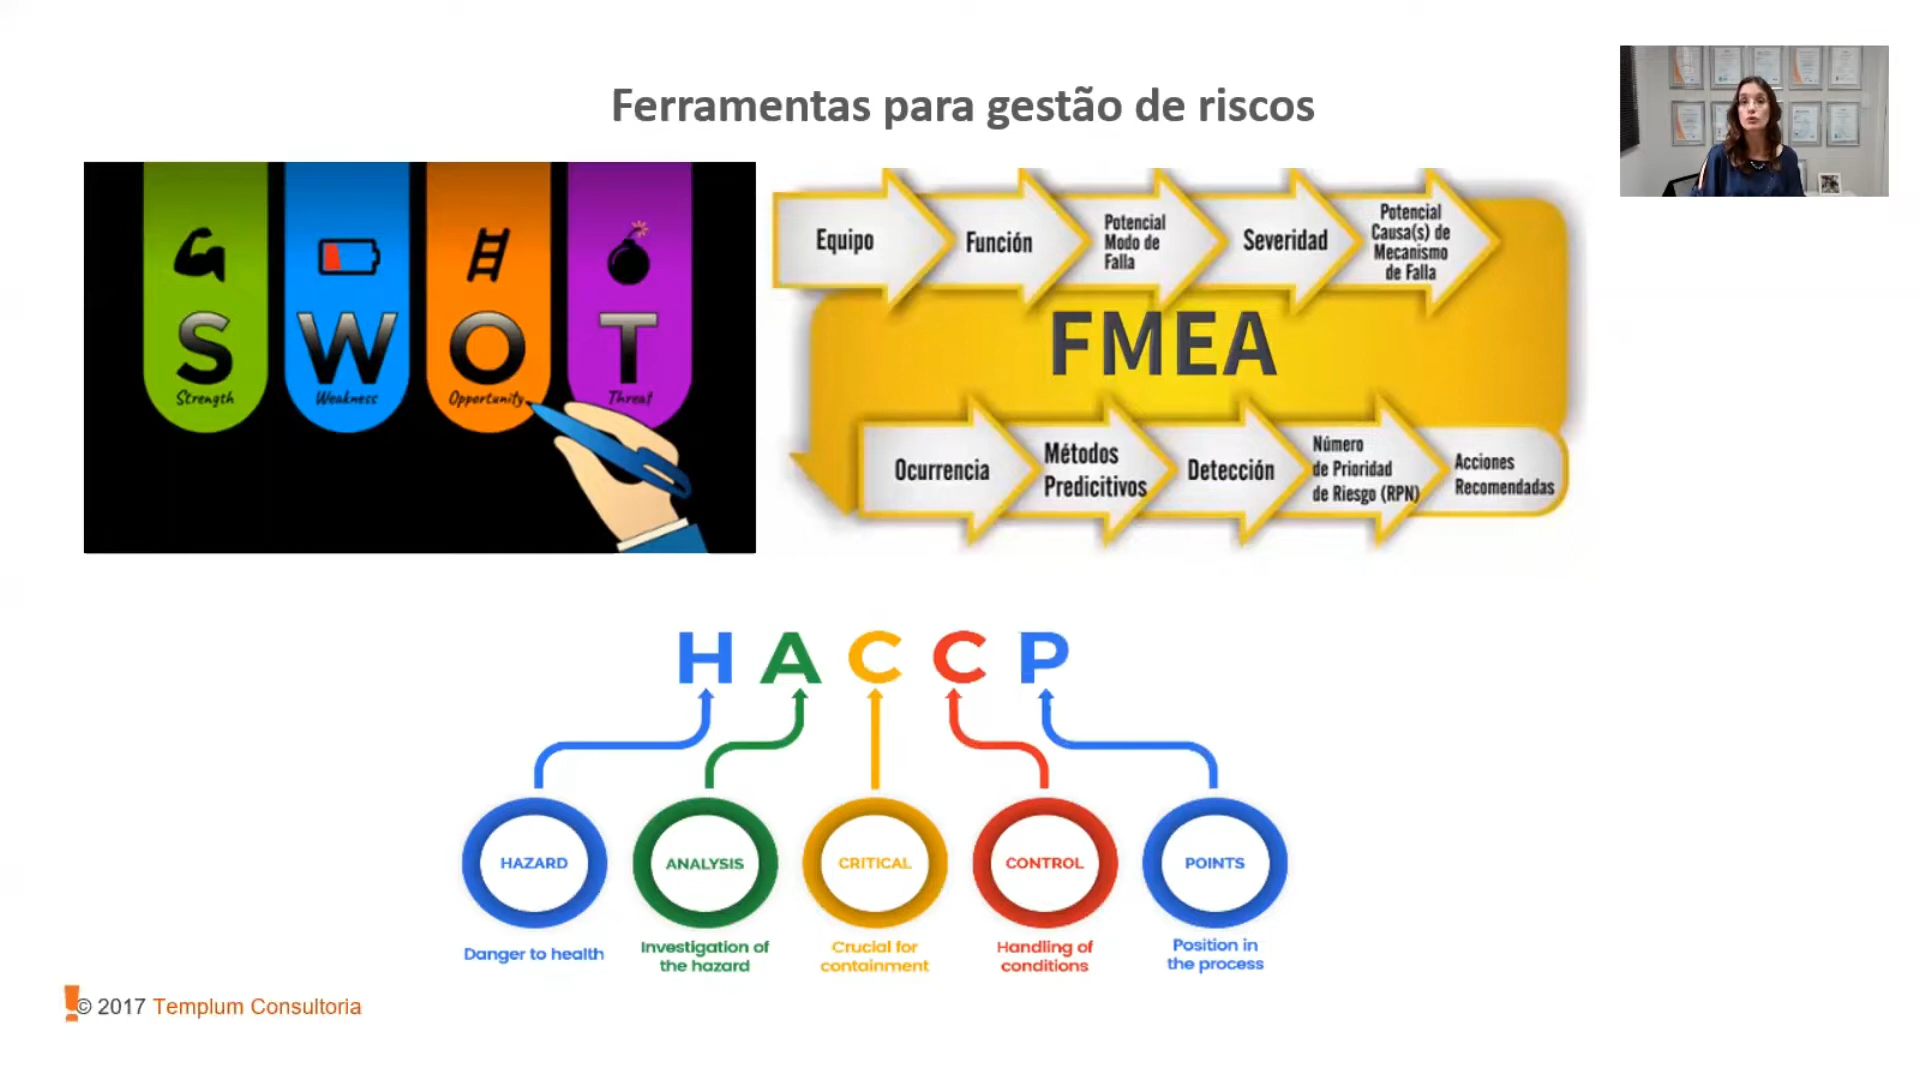 Ferramentas para gestão de riscos
S
Strength
W
Weakness
O
Opportunity
T
Threat
Equipo
Función
Potencial
Modo de
Falla
Severidad
Potencial
Causa(s) de
Mecanismo
de Falla
FMEA
Ocurrencia
Métodos
Predicitivos
Detección
Número
de Prioridad
de Riesgo (RPN)
Acciones
Recomendadas
H A C C P
HAZARD
ANALYSIS
CRITICAL
CONTROL
POINTS
Danger to health
Investigation of
the hazard
Crucial for
containment
Handling of
conditions
Position in
the process
© 2017 Templum Consultoria